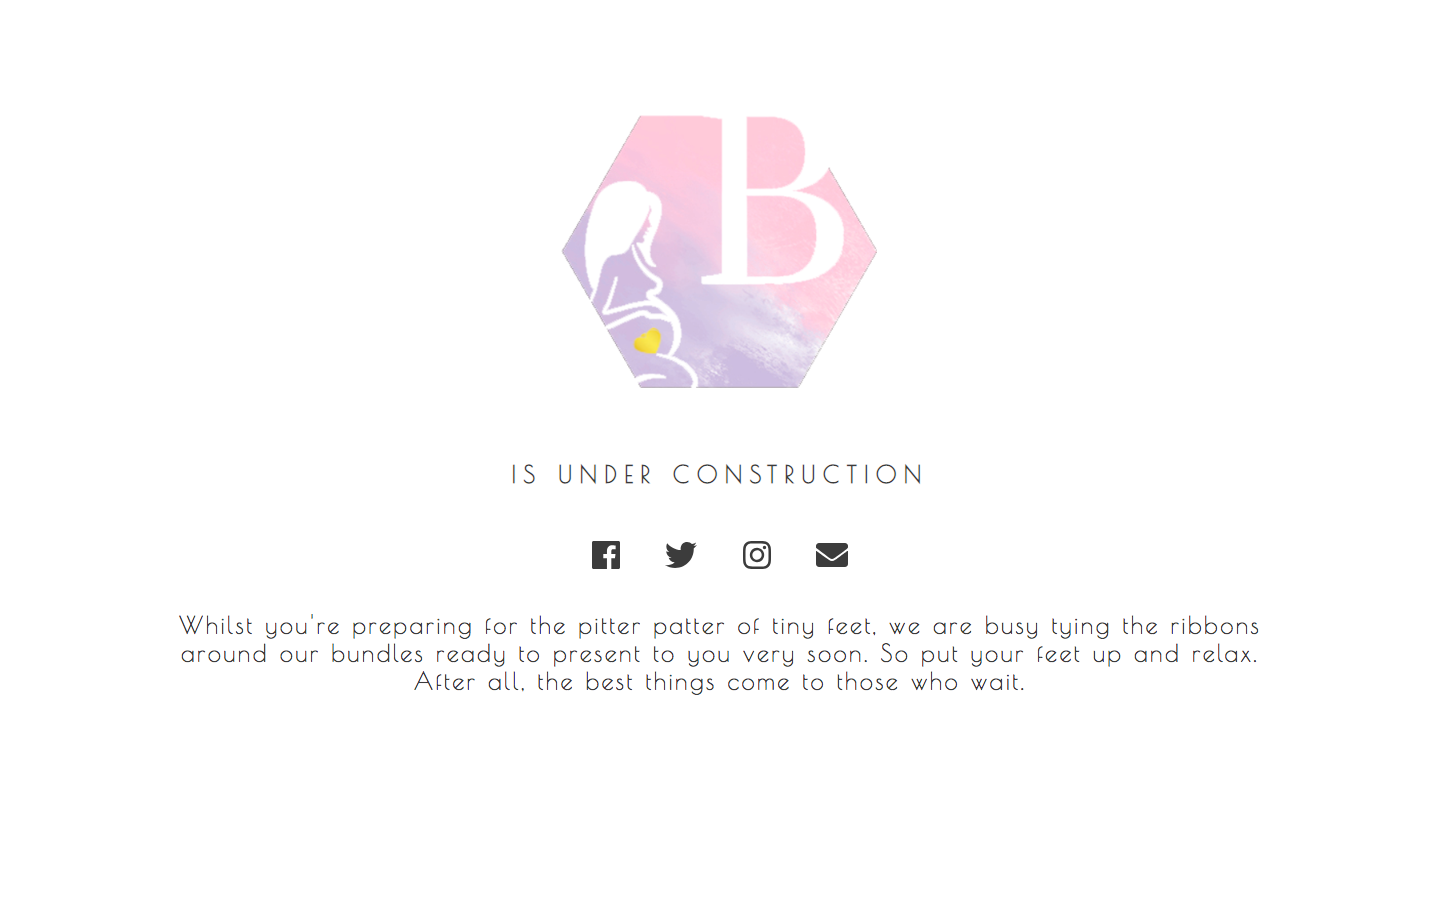 B
IS UNDER CONSTRUCTION
Whilst you're preparing for the pitter patter of tiny feet, we are busy tying the ribbons
around our bundles ready to present to you very soon. So put your feet up and relax.
After all, the best things come to those who wait.